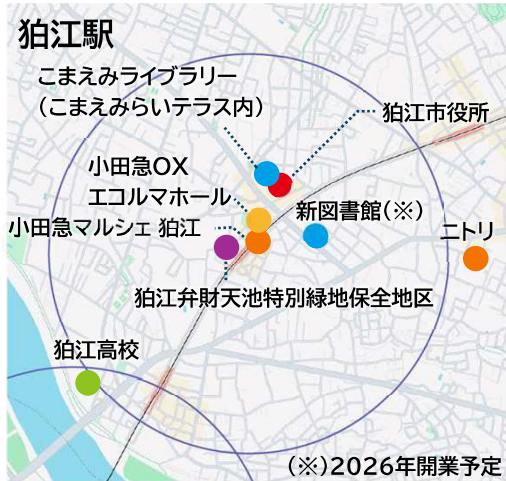 狛江駅
こまえみライブラリー
（こまえみらいテラス内）
狛江市役所
小田急OX
エコルマホール
新図書館（※）
小田急マルシェ 狛江
ニトリ
狛江弁財天池特別緑地保全地区
狛江高校
（※）2026年開業予定